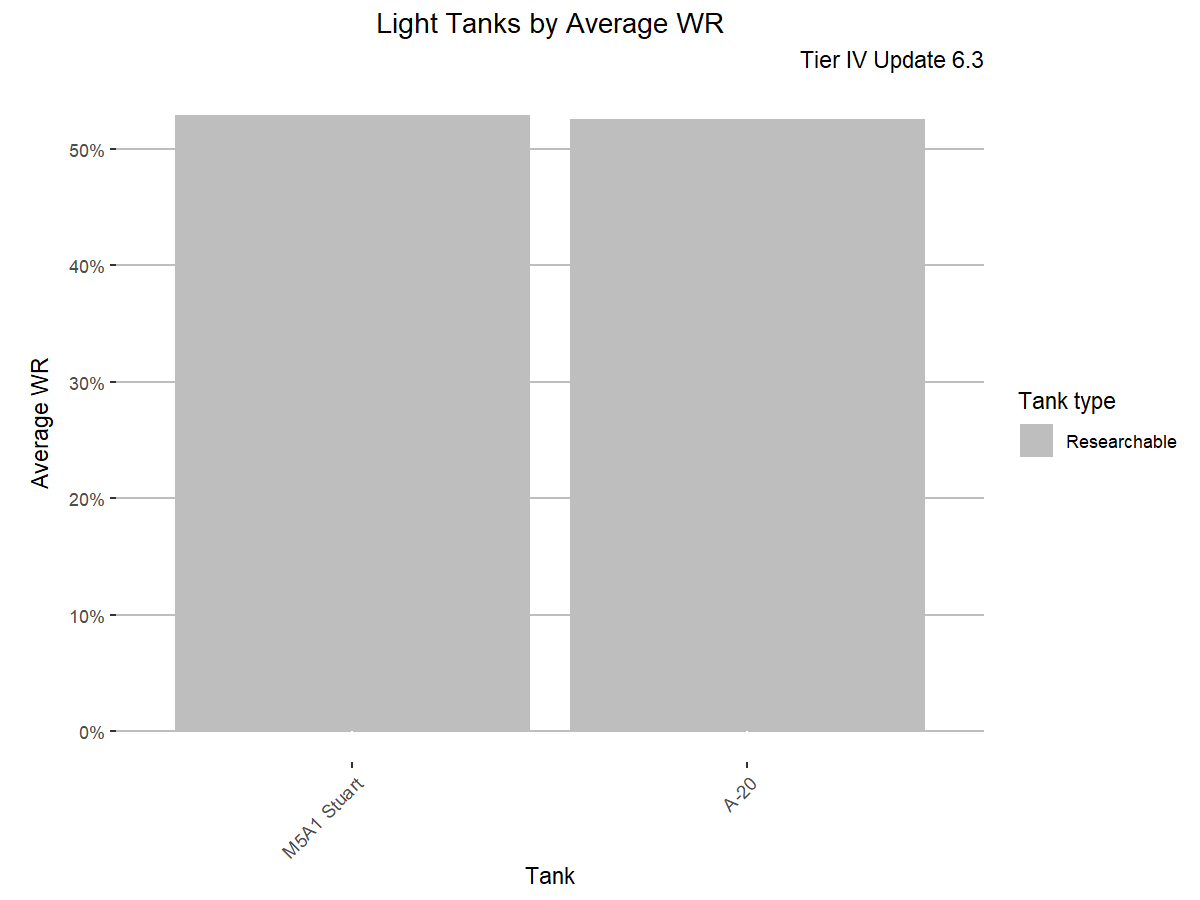 Light Tanks by Average WR
Tier IV Update 6.3
Average WR
50%
40%
30%
20%
10%
0%
M5A1 Stuart
A-20
Tank
Tank type
Researchable